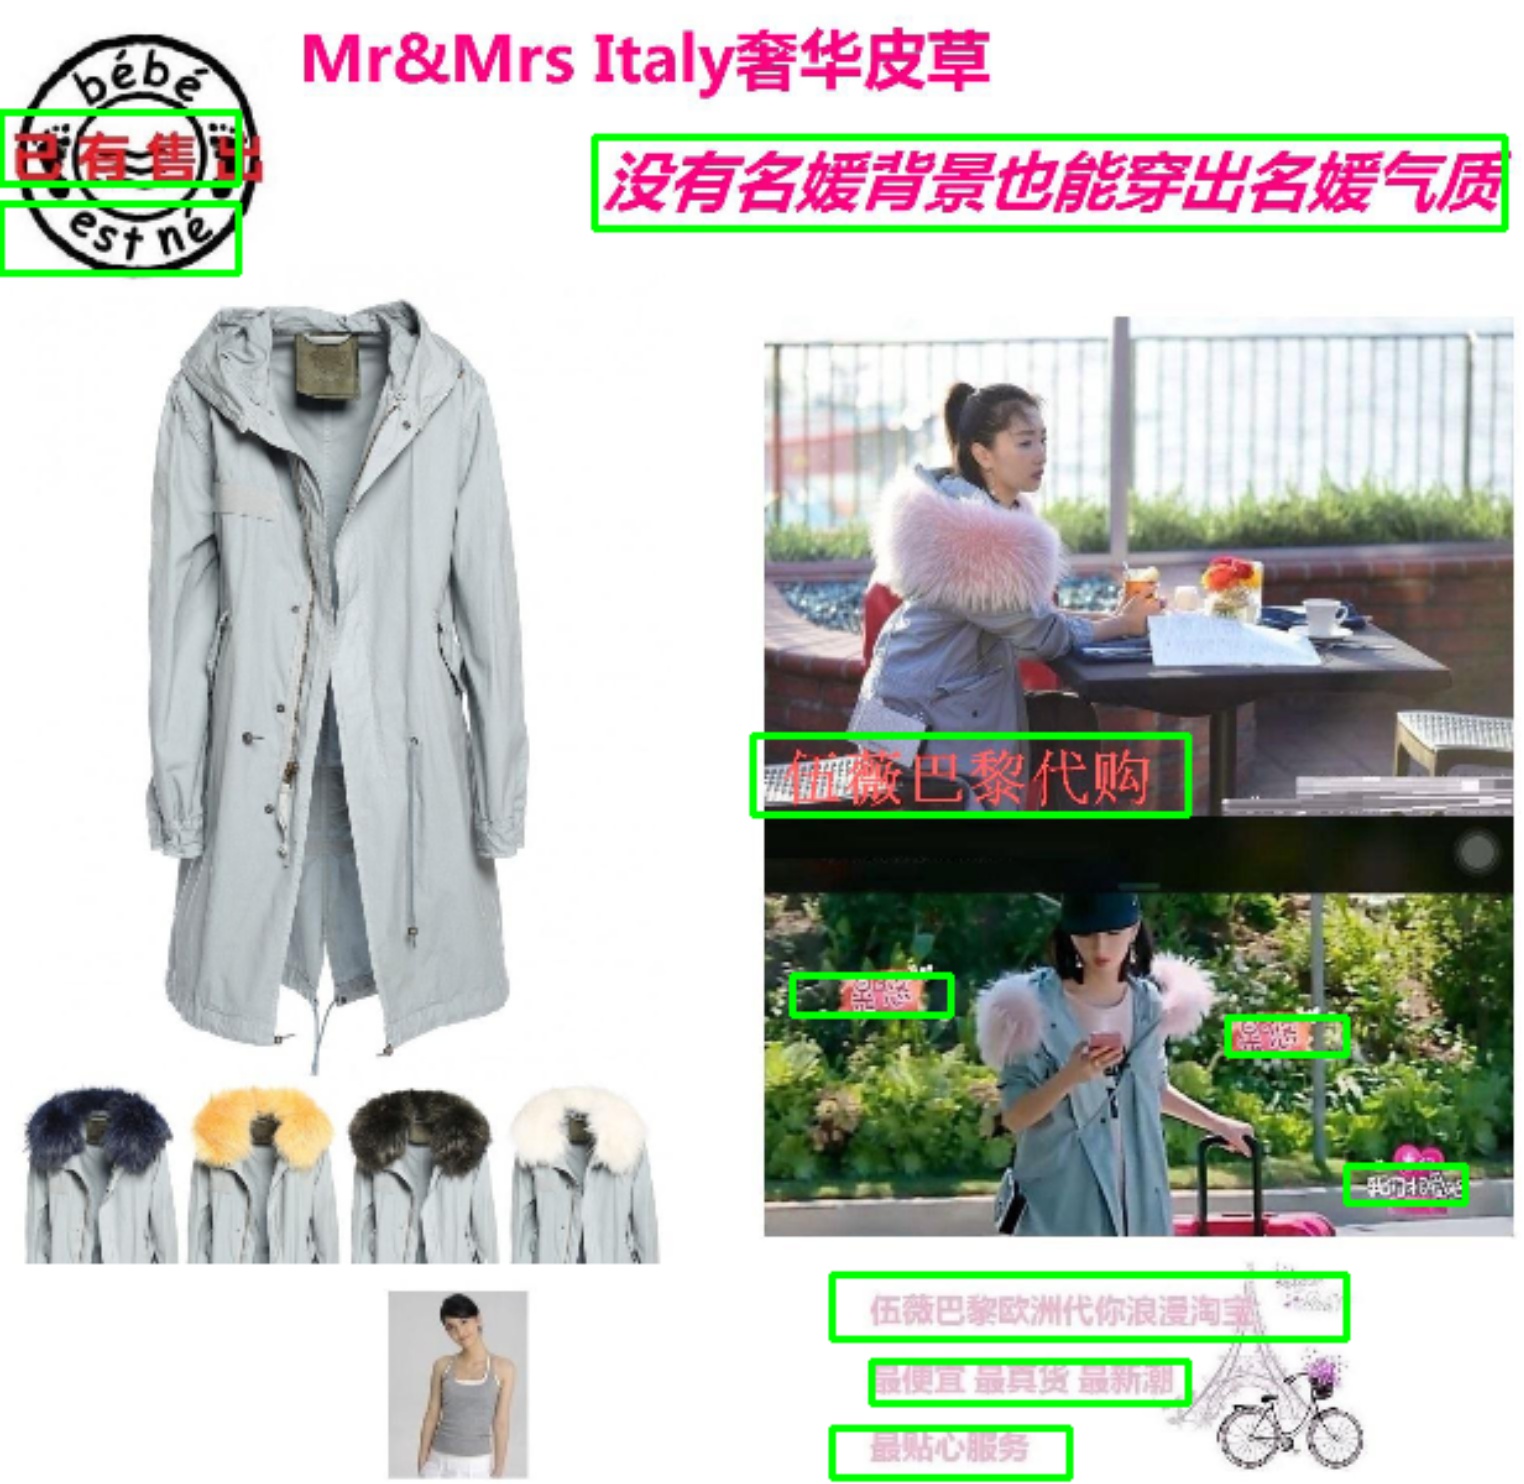 Mr&Mrs Italy奢华皮草
bébé
已有售出
est né
没有名媛背景也能穿出名媛气质
伍薇巴黎代购
伍薇巴黎欧洲代你浪漫淘宝
最便宜 最真货 最新潮
最贴心服务